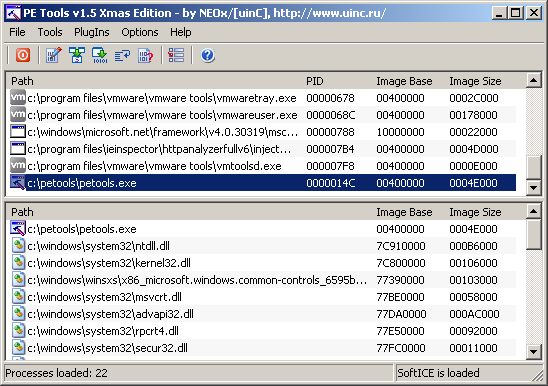 PE Tools v1.5 Xmas Edition - by NEOx/[uinC], http://www.uinc.ru/
File Tools PlugIns Options Help
Path PID Image Base Image Size
c:\program files\vmware\vmware tools\vmwaretray.exe 00000678 00400000 0002C000
c:\program files\vmware\vmware tools\vmwareuser.exe 0000068C 00400000 00178000
c:\windows\microsoft.net\framework\v4.0.30319\msc... 00000788 10000000 00022000
c:\program files\ieinspector\httpanalyzerfullv6\inject... 000007B4 00400000 0004D000
c:\program files\vmware\vmware tools\vmtoolsd.exe 000007F8 00400000 0000E000
c:\petools\petools.exe 0000014C 00400000 0004E000
Path Image Base Image Size
c:\petools\petools.exe 00400000 0004E000
c:\windows\system32\ntdll.dll 7C910000 000B6000
c:\windows\system32\kernel32.dll 7C800000 00106000
c:\windows\winsxs\x86_microsoft.windows.common-controls_6595b... 77390000 00103000
c:\windows\system32\msvcrt.dll 77BE0000 00058000
c:\windows\system32\advapi32.dll 77DA0000 000AC000
c:\windows\system32\rpcrt4.dll 77E50000 00092000
c:\windows\system32\secur32.dll 77FC0000 00011000
Processes loaded: 22 SoftICE is loaded